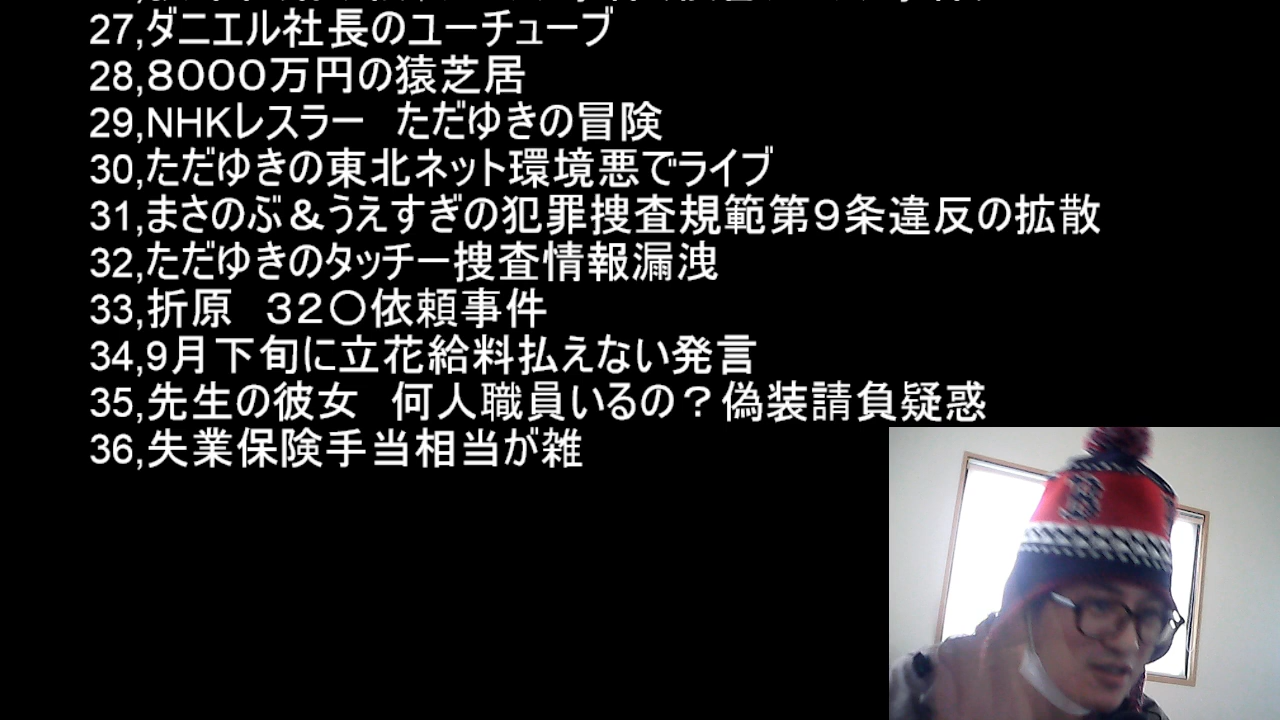 27,ダニエル社長のユーチューブ
28,８０００万円の猿芝居
29,NHKレスラー　ただゆきの冒険
30,ただゆきの東北ネット環境悪でライブ
31,まさのぶ＆うえすぎの犯罪捜査規範第９条違反の拡散
32,ただゆきのタッチー捜査情報漏洩
33,折原　３２〇依頼事件
34,9月下旬に立花給料払えない発言
35,先生の彼女　何人職員いるの？偽装請負疑惑
36,失業保険手当相当が雑
B